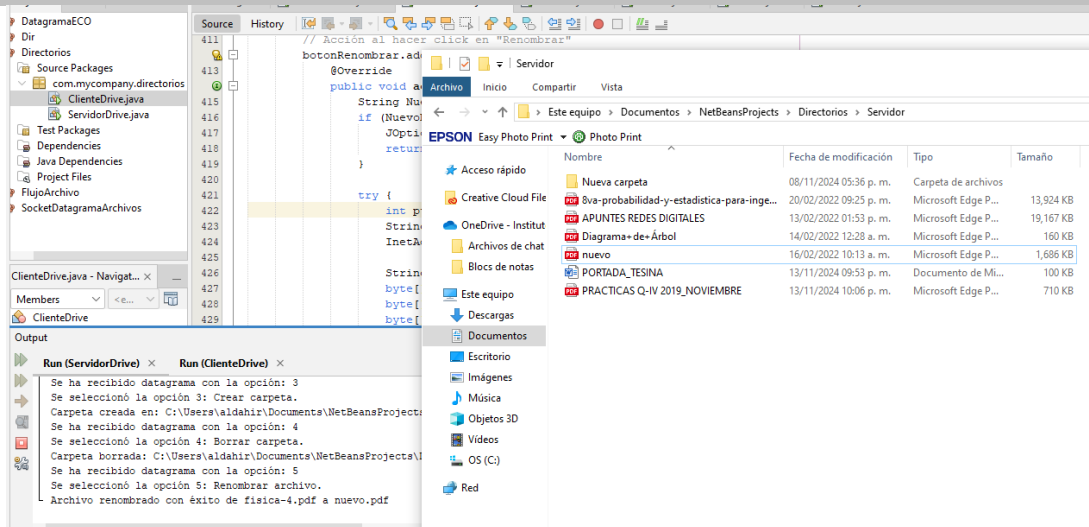 DatagramaECO
Dir
Directorios
Source Packages
com.mycompany.directorios
ClienteDrive.java
ServidorDrive.java
Test Packages
Dependencies
Java Dependencies
Project Files
FlujoArchivo
SocketDatagramaArchivos
ClienteDrive.java - Navigat... ×
Members
<e...
ClienteDrive
Source History
411 // Acción al hacer click en "Renombrar"
botonRenombrar.add
413 @Override
public void a
415 String Nue
416 if (Nuevo
417 JOptio
418 return
419 }
420
421 try {
422 int p
423 String
424 InetA
425
426 String
427 byte[
428 byte[
429 byte[
Servidor
Archivo Inicio Compartir Vista
> Este equipo > Documentos > NetBeansProjects > Directorios > Servidor
EPSON Easy Photo Print Photo Print
Acceso rápido
Creative Cloud File
OneDrive - Institut
Archivos de chat
Blocs de notas
Este equipo
Descargas
Documentos
Escritorio
Imágenes
Música
Objetos 3D
Vídeos
OS (C:)
Red
Nombre Fecha de modificación Tipo Tamaño
Nueva carpeta 08/11/2024 05:36 p. m. Carpeta de archivos
8va-probabilidad-y-estadistica-para-inge... 20/02/2022 09:25 p. m. Microsoft Edge P... 13,924 KB
APUNTES REDES DIGITALES 13/02/2022 01:53 p. m. Microsoft Edge P... 19,167 KB
Diagrama+de+Árbol 14/02/2022 12:28 a. m. Microsoft Edge P... 160 KB
nuevo 16/02/2022 10:13 a. m. Microsoft Edge P... 1,686 KB
PORTADA_TESINA 13/11/2024 09:53 p. m. Documento de Mi... 100 KB
PRACTICAS Q-IV 2019_NOVIEMBRE 13/11/2024 10:06 p. m. Microsoft Edge P... 710 KB
Output
Run (ServidorDrive) × Run (ClienteDrive) ×
Se ha recibido datagrama con la opción: 3
Se seleccionó la opción 3: Crear carpeta.
Carpeta creada en: C:\Users\aldahir\Documents\NetBeansProjects
Se ha recibido datagrama con la opción: 4
Se seleccionó la opción 4: Borrar carpeta.
Carpeta borrada: C:\Users\aldahir\Documents\NetBeansProjects\
Se ha recibido datagrama con la opción: 5
Se seleccionó la opción 5: Renombrar archivo.
Archivo renombrado con éxito de fisica-4.pdf a nuevo.pdf